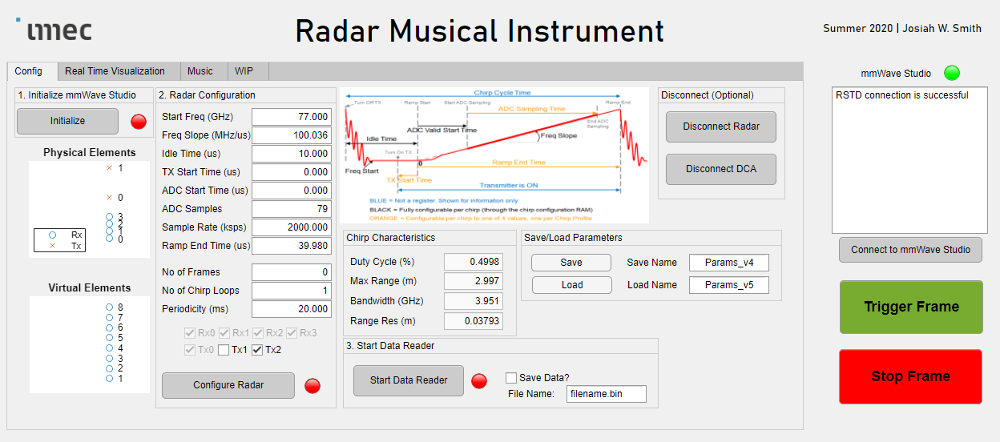 imec
Radar Musical Instrument
Summer 2020 | Josiah W. Smith
Config
Real Time Visualization
Music
WIP
1. Initialize mmWave Studio
Initialize
Physical Elements
1
0
3
2
1
0
Rx
Tx
Virtual Elements
8
7
6
5
4
3
2
1
2. Radar Configuration
Start Freq (GHz) 77.000
Freq Slope (MHz/us) 100.036
Idle Time (us) 10.000
TX Start Time (us) 0.000
ADC Start Time (us) 0.000
ADC Samples 79
Sample Rate (ksps) 2000.000
Ramp End Time (us) 39.980
No of Frames 0
No of Chirp Loops 1
Periodicity (ms) 20.000
Rx0 Rx1 Rx2 Rx3
Tx0 Tx1 Tx2
Configure Radar
Chirp Cycle Time
Turn Off TX
Ramp Start
Start ADC Sampling
Ramp End
ADC Sampling Time
End ADC
Sampling
ADC Valid Start Time
Idle Time
Freq Slope
Turn On TX
0
Ramp End Time
Freq Start
TX Start Time
Transmitter is ON
BLUE = Not a register. Shown for information only
BLACK = Fully configurable per chirp (through the chirp configuration RAM)
ORANGE = Configurable per chirp to one of 4 values, one per Chirp Profile
Chirp Characteristics
Duty Cycle (%) 0.4998
Max Range (m) 2.997
Bandwidth (GHz) 3.951
Range Res (m) 0.03793
Save/Load Parameters
Save Save Name Params_v4
Load Load Name Params_v5
3. Start Data Reader
Start Data Reader
Save Data?
File Name: filename.bin
Disconnect (Optional)
Disconnect Radar
Disconnect DCA
mmWave Studio
RSTD connection is successful
Connect to mmWave Studio
Trigger Frame
Stop Frame